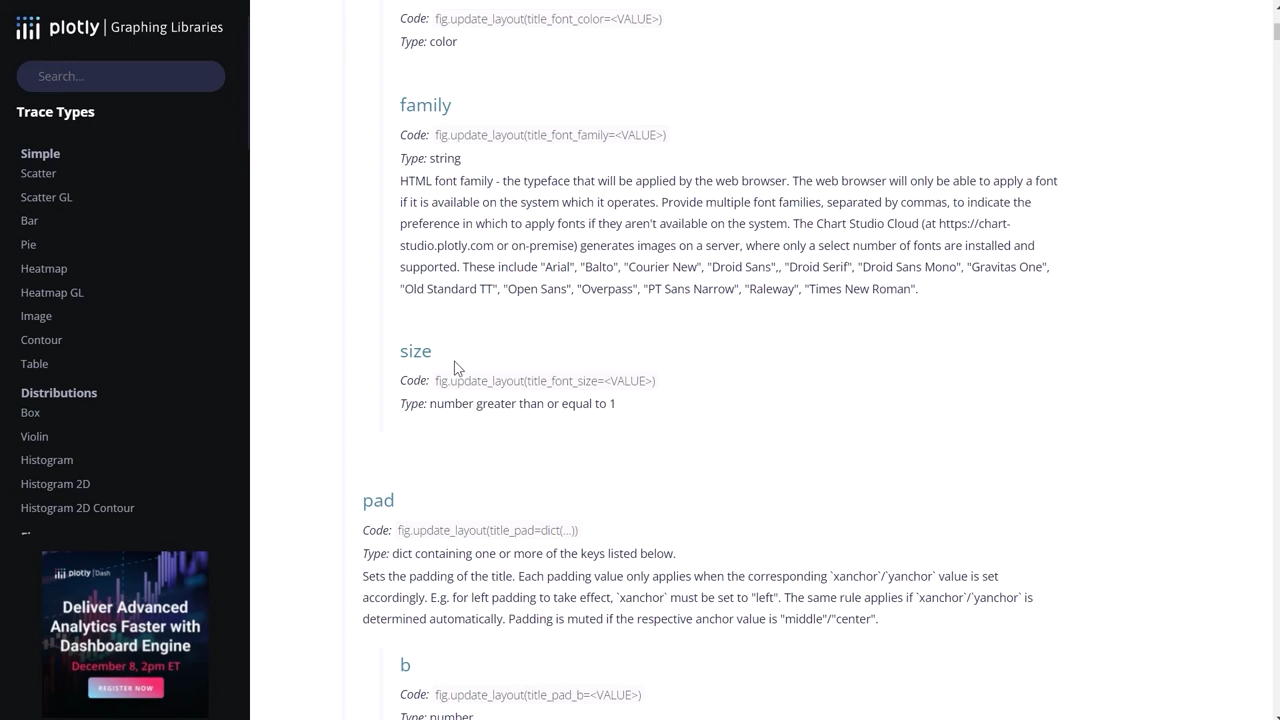 plotly | Graphing Libraries
Search...
Trace Types
Simple
Scatter
Scatter GL
Bar
Pie
Heatmap
Heatmap GL
Image
Contour
Table
Distributions
Box
Violin
Histogram
Histogram 2D
Histogram 2D Contour
plotly | Dash
Deliver Advanced
Analytics Faster with
Dashboard Engine
December 8, 2pm ET
REGISTER NOW
Code: fig.update_layout(title_font_color=<VALUE>)
Type: color
family
Code: fig.update_layout(title_font_family=<VALUE>)
Type: string
HTML font family - the typeface that will be applied by the web browser. The web browser will only be able to apply a font
if it is available on the system which it operates. Provide multiple font families, separated by commas, to indicate the
preference in which to apply fonts if they aren't available on the system. The Chart Studio Cloud (at https://chart-
studio.plotly.com or on-premise) generates images on a server, where only a select number of fonts are installed and
supported. These include "Arial", "Balto", "Courier New", "Droid Sans",, "Droid Serif", "Droid Sans Mono", "Gravitas One",
"Old Standard TT", "Open Sans", "Overpass", "PT Sans Narrow", "Raleway", "Times New Roman".
size
Code: fig.update_layout(title_font_size=<VALUE>)
Type: number greater than or equal to 1
pad
Code: fig.update_layout(title_pad=dict(...))
Type: dict containing one or more of the keys listed below.
Sets the padding of the title. Each padding value only applies when the corresponding `xanchor`/`yanchor` value is set
accordingly. E.g. for left padding to take effect, `xanchor` must be set to "left". The same rule applies if `xanchor`/`yanchor` is
determined automatically. Padding is muted if the respective anchor value is "middle"/"center".
b
Code: fig.update_layout(title_pad_b=<VALUE>)
Type: number